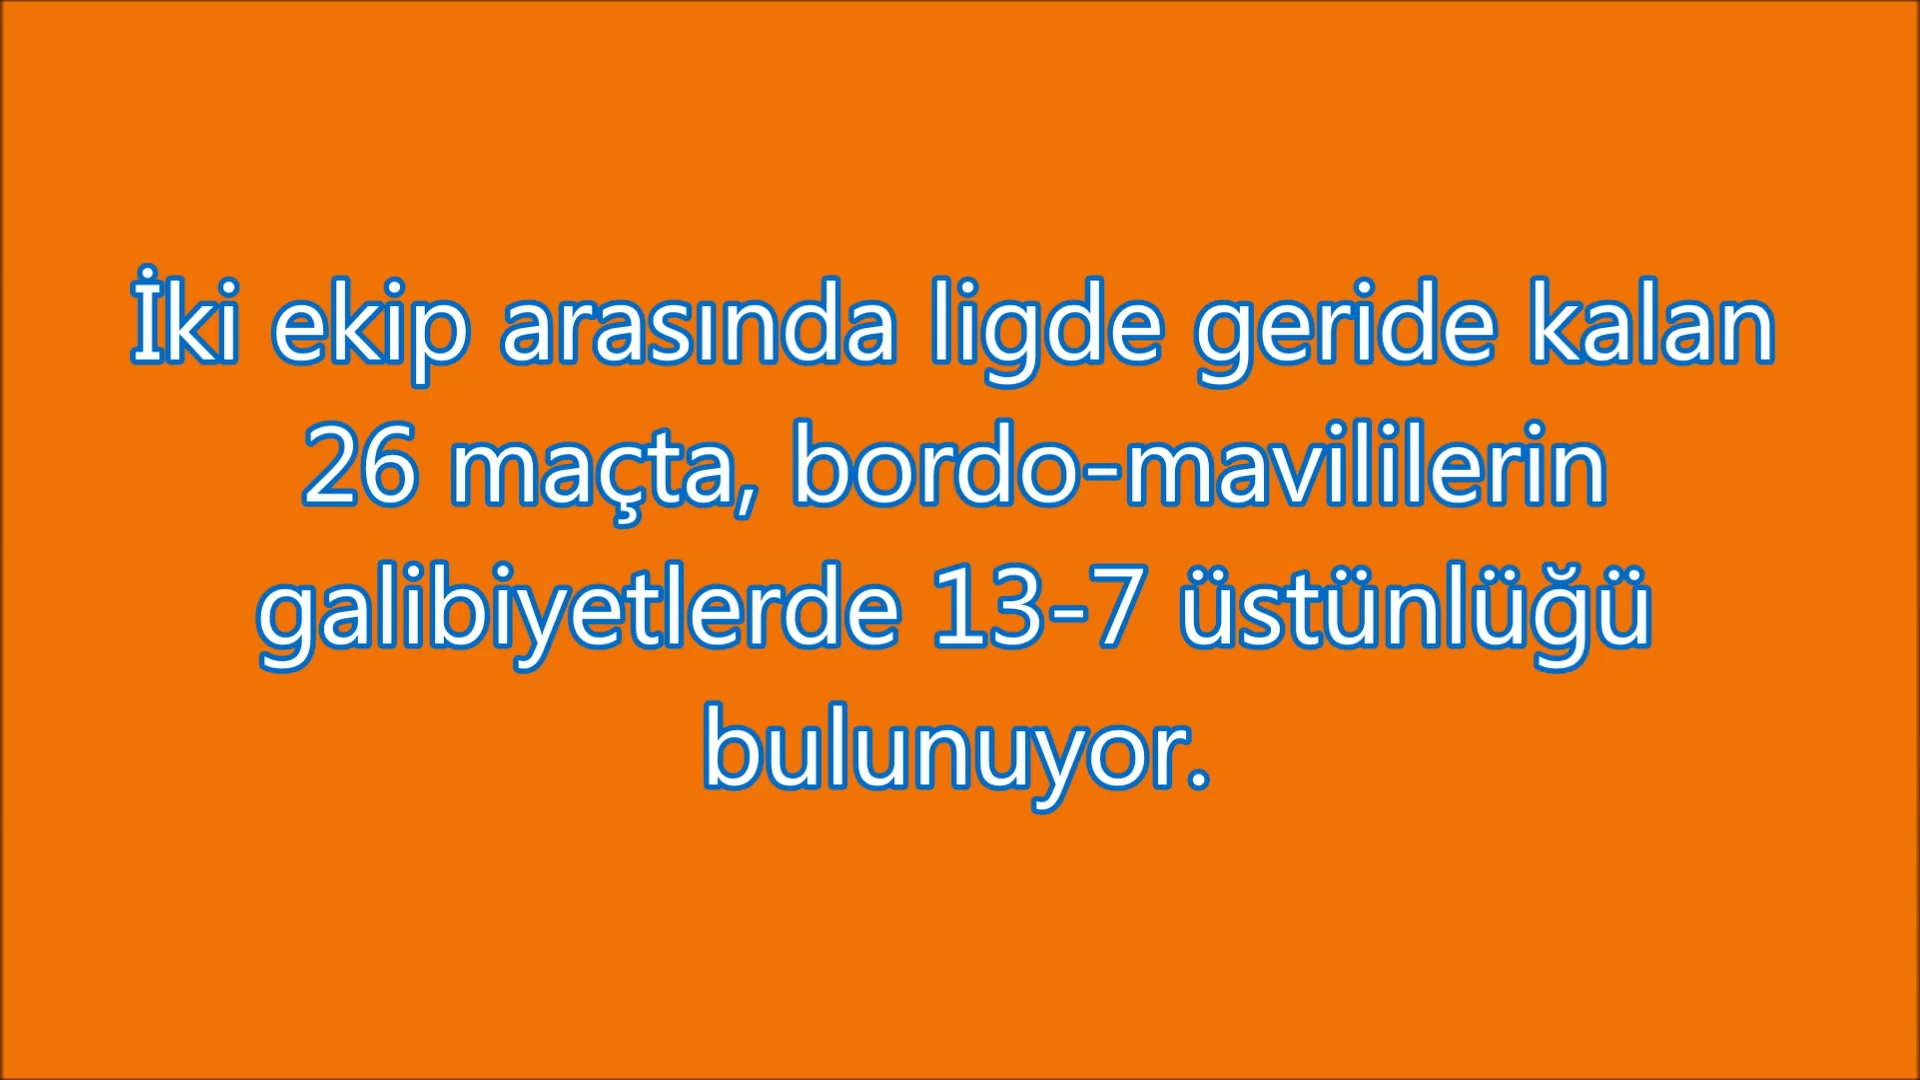 İki ekip arasında ligde geride kalan
26 maçta, bordo-mavililerin
galibiyetlerde 13-7 üstünlüğü
bulunuyor.